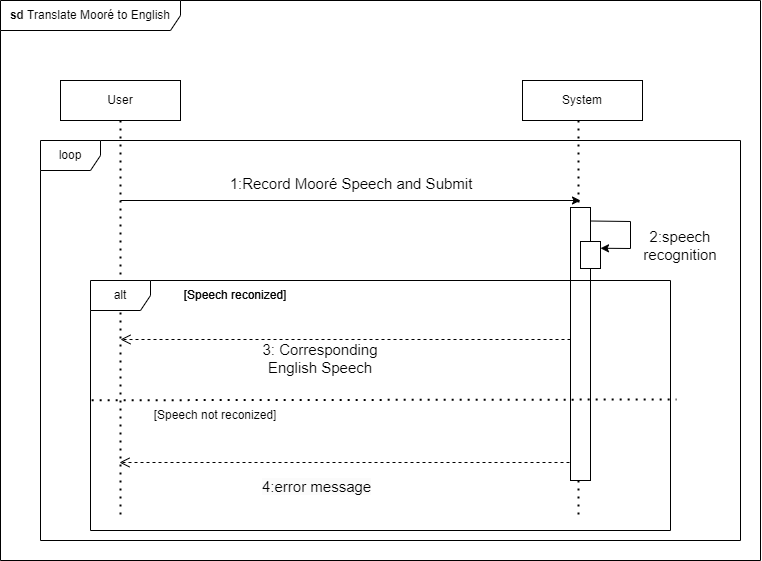 sd Translate Mooré to English
User
System
loop
1:Record Mooré Speech and Submit
2:speech
recognition
alt
[Speech reconized]
3: Corresponding
English Speech
[Speech not reconized]
4:error message